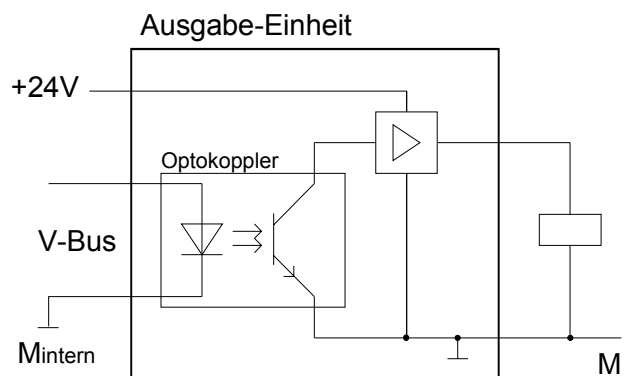 Ausgabe-Einheit
+24V
Optokoppler
V-Bus
Mintern
M